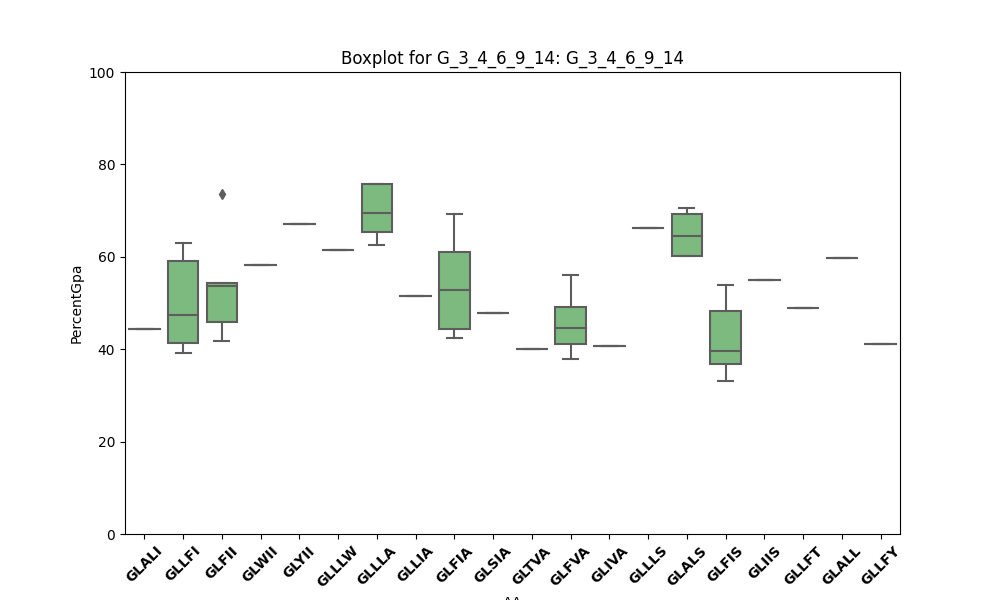 Boxplot for G_3_4_6_9_14: G_3_4_6_9_14
PercentGpa
100
80
60
40
20
0
GLALI
GLLFI
GLFII
GLWII
GLYII
GLLLW
GLLLA
GLLIA
GLFIA
GLSIA
GLTVA
GLFVA
GLIVA
GLLLS
GLALS
GLFIS
GLIIS
GLLFT
GLALL
GLLFY